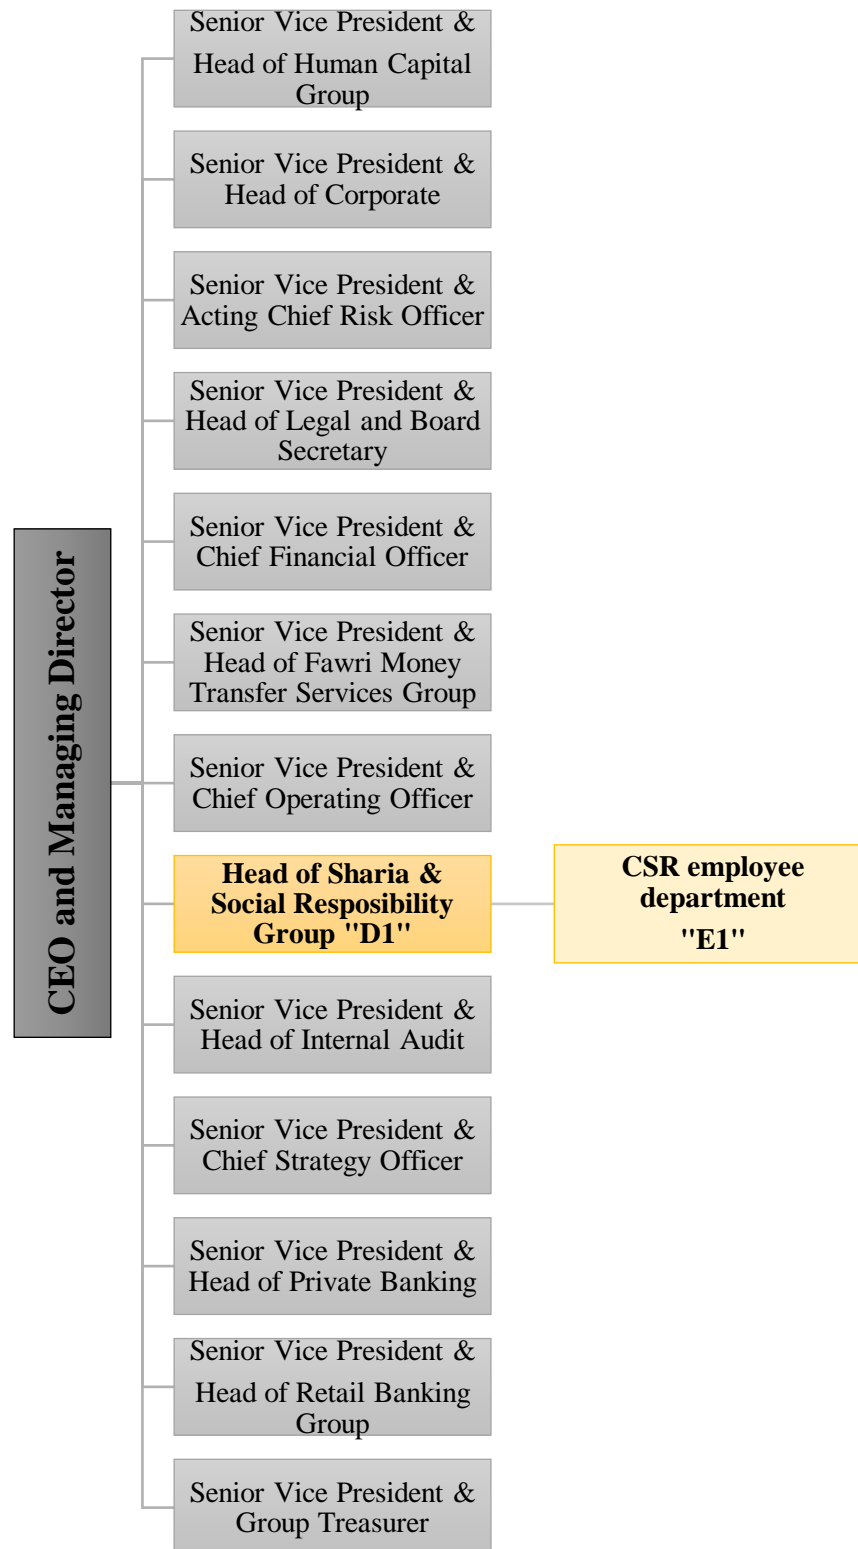 Senior Vice President &
Head of Human Capital
Group
Senior Vice President &
Head of Corporate
Senior Vice President &
Acting Chief Risk Officer
Senior Vice President &
Head of Legal and Board
Secretary
Senior Vice President &
Chief Financial Officer
Senior Vice President &
Head of Fawri Money
Transfer Services Group
CEO and Managing Director
Senior Vice President &
Chief Operating Officer
Head of Sharia &
Social Resposibility
Group "D1"
CSR employee
department
"E1"
Senior Vice President &
Head of Internal Audit
Senior Vice President &
Chief Strategy Officer
Senior Vice President &
Head of Private Banking
Senior Vice President &
Head of Retail Banking
Group
Senior Vice President &
Group Treasurer